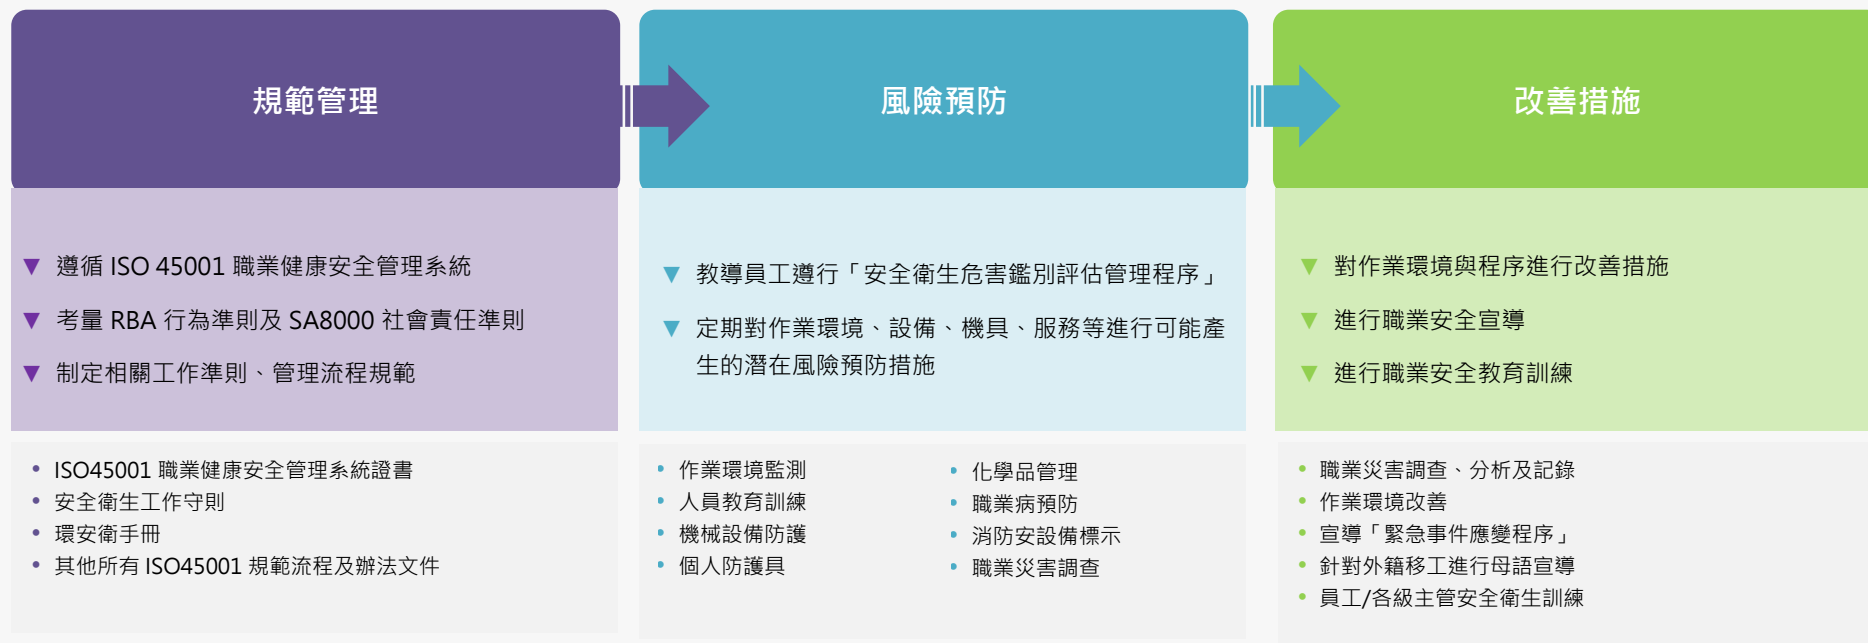 規範管理
▼ 遵循 ISO 45001 職業健康安全管理系統
▼ 考量 RBA 行為準則及 SA8000 社會責任準則
▼ 制定相關工作準則、管理流程規範
• ISO45001 職業健康安全管理系統證書
• 安全衛生工作守則
• 環安衛手冊
• 其他所有 ISO45001 規範流程及辦法文件
風險預防
▼ 教導員工遵行「安全衛生危害鑑別評估管理程序」
▼ 定期對作業環境、設備、機具、服務等進行可能產
生的潛在風險預防措施
• 作業環境監測
• 人員教育訓練
• 機械設備防護
• 個人防護具
• 化學品管理
• 職業病預防
• 消防安設備標示
• 職業災害調查
改善措施
▼ 對作業環境與程序進行改善措施
▼ 進行職業安全宣導
▼ 進行職業安全教育訓練
• 職業災害調查、分析及記錄
• 作業環境改善
• 宣導「緊急事件應變程序」
• 針對外籍移工進行母語宣導
• 員工/各級主管安全衛生訓練